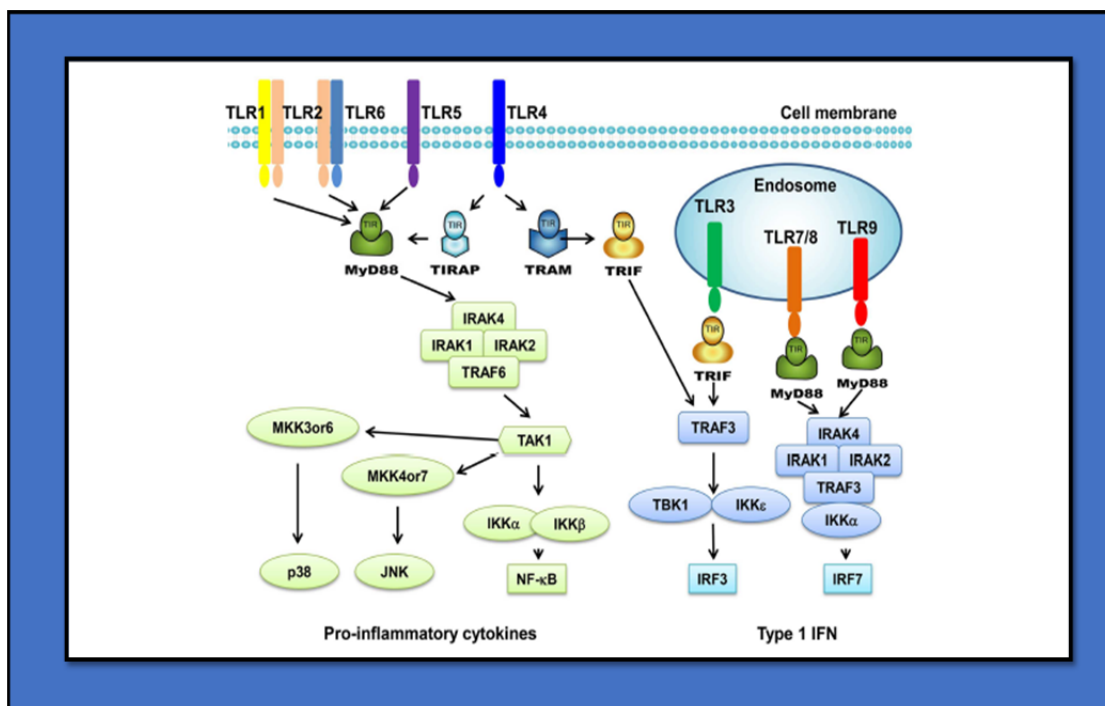 TLR1 TLR2 TLR6 TLR5 TLR4 Cell membrane
Endosome
TLR3
TLR7/8 TLR9
TIR TIR TIR TIR
MyD88 TIRAP TRAM TRIF
IRAK4
IRAK1 IRAK2
TRAF6
TIR TIR TIR
TRIF MyD88 MyD88
MKK3or6 TAK1 TRAF3 IRAK4
MKK4or7 IRAK1 IRAK2
TRAF3
IKKα IKKβ TBK1 IKKε IKKα
p38 JNK NF-κB IRF3 IRF7
Pro-inflammatory cytokines Type 1 IFN